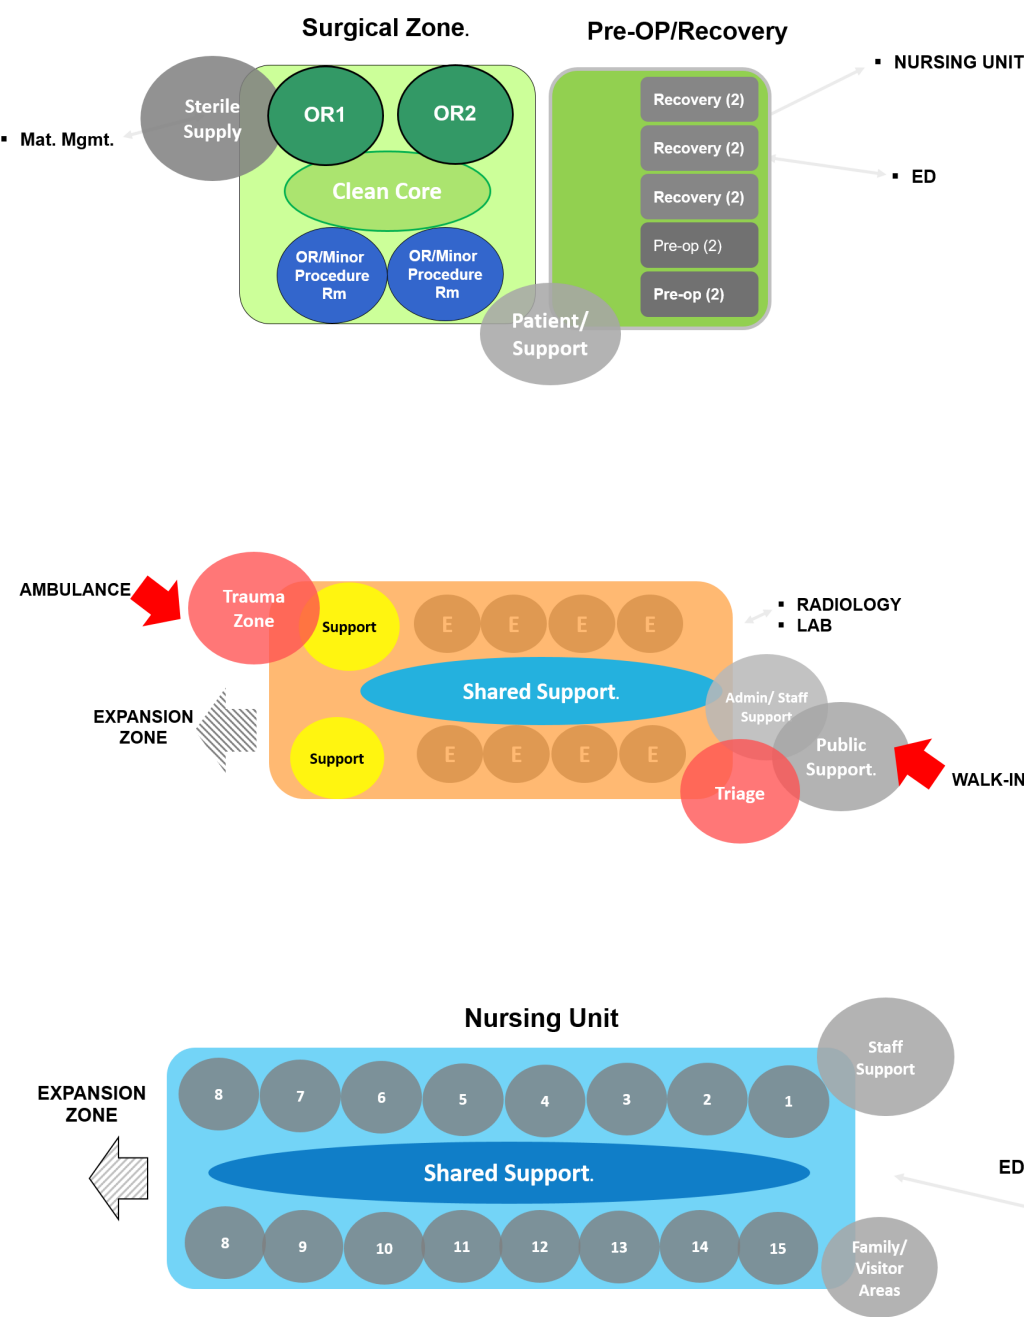 Surgical Zone.
Pre-OP/Recovery
▪ NURSING UNIT
Sterile
Supply
▪ Mat. Mgmt.
OR1
OR2
Clean Core
OR/Minor
Procedure
Rm
OR/Minor
Procedure
Rm
Recovery (2)
Recovery (2)
Recovery (2)
Pre-op (2)
Pre-op (2)
▪ ED
Patient/
Support
AMBULANCE
Trauma
Zone
Support
E
E
E
E
▪ RADIOLOGY
▪ LAB
Shared Support.
EXPANSION
ZONE
Support
E
E
E
E
Admin/ Staff
Support
Public
Support.
Triage
WALK-IN
Nursing Unit
Staff
Support
EXPANSION
ZONE
8
7
6
5
4
3
2
1
Shared Support.
ED
8
9
10
11
12
13
14
15
Family/
Visitor
Areas